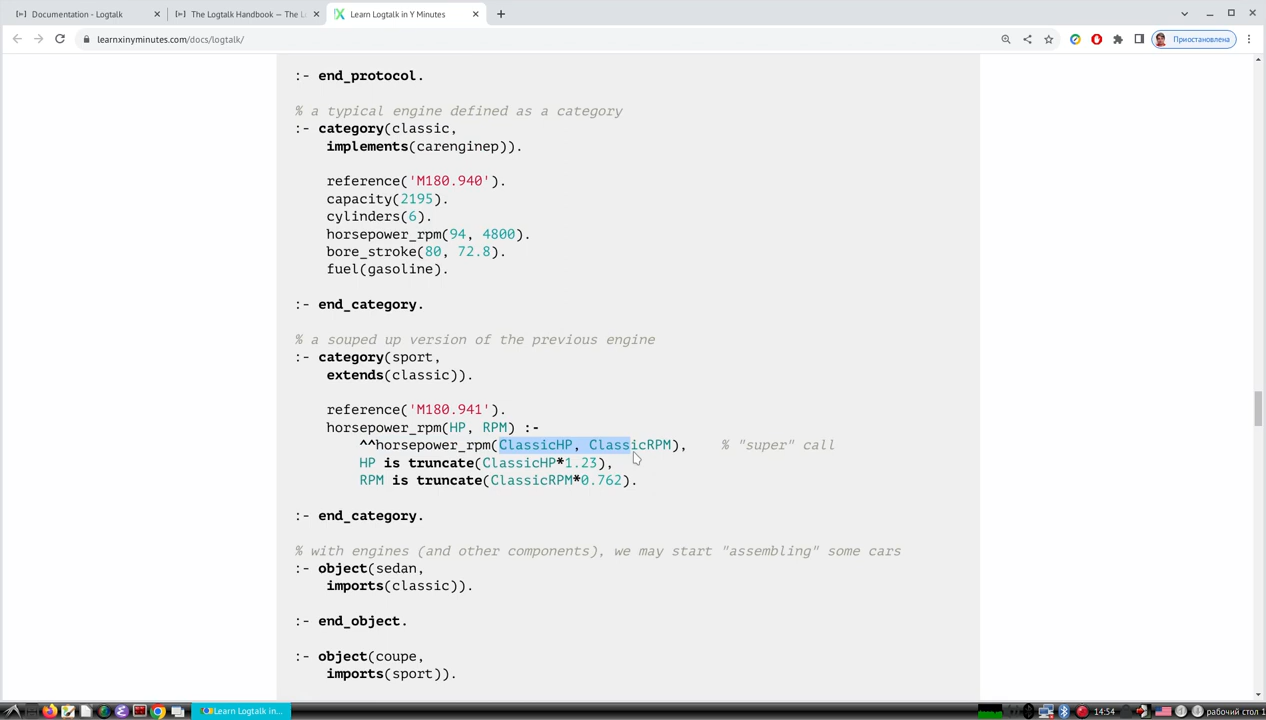 Documentation - Logtalk
The Logtalk Handbook — The L
Learn Logtalk in Y Minutes
learnxinyminutes.com/docs/logtalk/
Приостановлена
:- end_protocol.
% a typical engine defined as a category
:- category(classic,
implements(carenginep)).
reference('M180.940').
capacity(2195).
cylinders(6).
horsepower_rpm(94, 4800).
bore_stroke(80, 72.8).
fuel(gasoline).
:- end_category.
% a souped up version of the previous engine
:- category(sport,
extends(classic)).
reference('M180.941').
horsepower_rpm(HP, RPM) :-
^^horsepower_rpm(ClassicHP, ClassicRPM),    % "super" call
HP is truncate(ClassicHP*1.23),
RPM is truncate(ClassicRPM*0.762).
:- end_category.
% with engines (and other components), we may start "assembling" some cars
:- object(sedan,
imports(classic)).
:- end_object.
:- object(coupe,
imports(sport)).
Learn Logtalk in...
14:54
рабочий стол 1